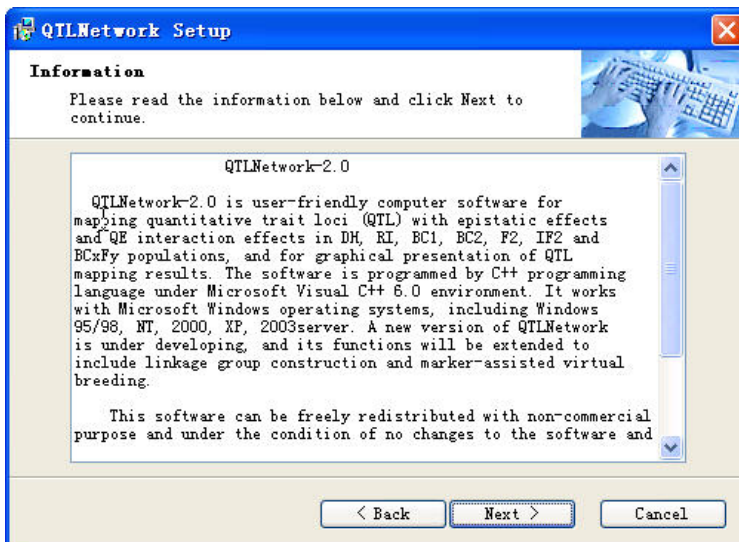 QTLNetwork Setup
Information
Please read the information below and click Next to
continue.
QTLNetwork-2.0
QTLNetwork-2.0 is user-friendly computer software for
mapping quantitative trait loci (QTL) with epistatic effects
and QE interaction effects in DH, RI, BC1, BC2, F2, IF2 and
BCxFy populations, and for graphical presentation of QTL
mapping results. The software is programmed by C++ programming
language under Microsoft Visual C++ 6.0 environment. It works
with Microsoft Windows operating systems, including Windows
95/98, NT, 2000, XP, 2003server. A new version of QTLNetwork
is under developing, and its functions will be extended to
include linkage group construction and marker-assisted virtual
breeding.
This software can be freely redistributed with non-commercial
purpose and under the condition of no changes to the software and
< Back
Next >
Cancel